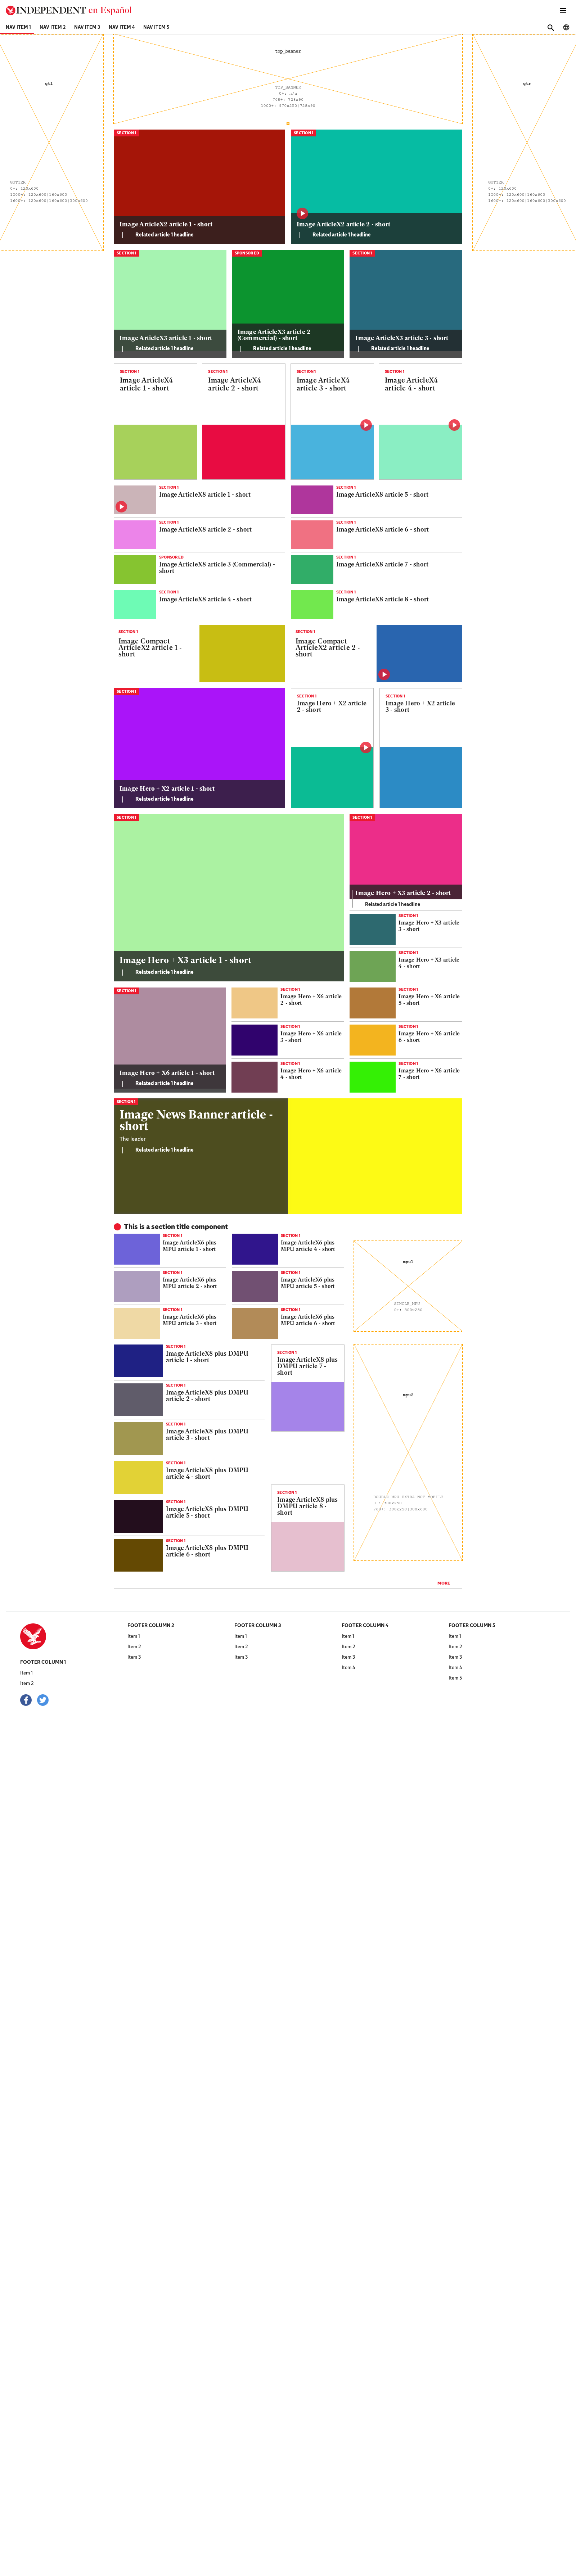 INDEPENDENT en Español
NAV ITEM 1 NAV ITEM 2 NAV ITEM 3 NAV ITEM 4 NAV ITEM 5
top_banner
gtl
gtr
TOP_BANNER
0+: n/a
768+: 728x90
1000+: 970x250|728x90
GUTTER
0+: 120x600
1300+: 120x600|160x600
1600+: 120x600|160x600|300x600
GUTTER
0+: 120x600
1300+: 120x600|160x600
1600+: 120x600|160x600|300x600
SECTION 1
Image ArticleX2 article 1 - short
Related article 1 headline
SECTION 1
Image ArticleX2 article 2 - short
Related article 1 headline
SECTION 1
Image ArticleX3 article 1 - short
Related article 1 headline
SPONSORED
Image ArticleX3 article 2
(Commercial) - short
Related article 1 headline
SECTION 1
Image ArticleX3 article 3 - short
Related article 1 headline
SECTION 1
Image ArticleX4
article 1 - short
SECTION 1
Image ArticleX4
article 2 - short
SECTION 1
Image ArticleX4
article 3 - short
SECTION 1
Image ArticleX4
article 4 - short
SECTION 1
Image ArticleX8 article 1 - short
SECTION 1
Image ArticleX8 article 5 - short
SECTION 1
Image ArticleX8 article 2 - short
SECTION 1
Image ArticleX8 article 6 - short
SPONSORED
Image ArticleX8 article 3 (Commercial) -
short
SECTION 1
Image ArticleX8 article 7 - short
SECTION 1
Image ArticleX8 article 4 - short
SECTION 1
Image ArticleX8 article 8 - short
SECTION 1
Image Compact
ArticleX2 article 1 -
short
SECTION 1
Image Compact
ArticleX2 article 2 -
short
SECTION 1
Image Hero + X2 article 1 - short
Related article 1 headline
SECTION 1
Image Hero + X2 article
2 - short
SECTION 1
Image Hero + X2 article
3 - short
SECTION 1
Image Hero + X3 article 1 - short
Related article 1 headline
SECTION 1
Image Hero + X3 article 2 - short
Related article 1 headline
SECTION 1
Image Hero + X3 article
3 - short
SECTION 1
Image Hero + X3 article
4 - short
SECTION 1
Image Hero + X6 article 1 - short
Related article 1 headline
SECTION 1
Image Hero + X6 article
2 - short
SECTION 1
Image Hero + X6 article
3 - short
SECTION 1
Image Hero + X6 article
4 - short
SECTION 1
Image Hero + X6 article
5 - short
SECTION 1
Image Hero + X6 article
6 - short
SECTION 1
Image Hero + X6 article
7 - short
SECTION 1
Image News Banner article -
short
The leader
Related article 1 headline
This is a section title component
SECTION 1
Image ArticleX6 plus
MPU article 1 - short
SECTION 1
Image ArticleX6 plus
MPU article 2 - short
SECTION 1
Image ArticleX6 plus
MPU article 3 - short
SECTION 1
Image ArticleX6 plus
MPU article 4 - short
SECTION 1
Image ArticleX6 plus
MPU article 5 - short
SECTION 1
Image ArticleX6 plus
MPU article 6 - short
mpu1
SINGLE_MPU
0+: 300x250
SECTION 1
Image ArticleX8 plus DMPU
article 1 - short
SECTION 1
Image ArticleX8 plus DMPU
article 2 - short
SECTION 1
Image ArticleX8 plus DMPU
article 3 - short
SECTION 1
Image ArticleX8 plus DMPU
article 4 - short
SECTION 1
Image ArticleX8 plus DMPU
article 5 - short
SECTION 1
Image ArticleX8 plus DMPU
article 6 - short
SECTION 1
Image ArticleX8 plus
DMPU article 7 -
short
SECTION 1
Image ArticleX8 plus
DMPU article 8 -
short
mpu2
DOUBLE_MPU_EXTRA_BUT_MOBILE
0+: 300x250
768+: 300x250|300x600
MORE
FOOTER COLUMN 1
Item 1
Item 2
FOOTER COLUMN 2
Item 1
Item 2
Item 3
FOOTER COLUMN 3
Item 1
Item 2
Item 3
FOOTER COLUMN 4
Item 1
Item 2
Item 3
Item 4
FOOTER COLUMN 5
Item 1
Item 2
Item 3
Item 4
Item 5